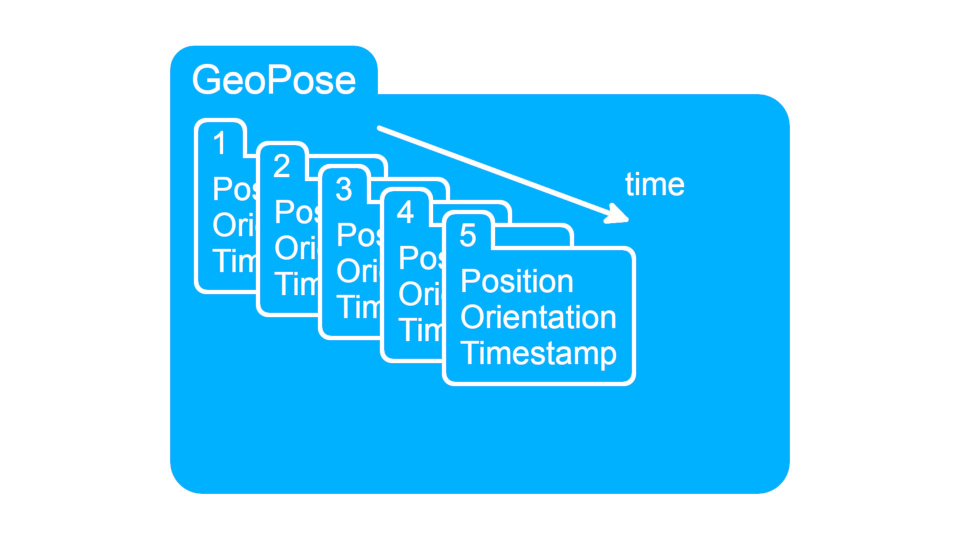 GeoPose
time
1
Pos
Ori
Tim
2
Pos
Ori
Tim
3
Pos
Ori
Tim
4
Pos
Ori
Tim
5
Position
Orientation
Timestamp